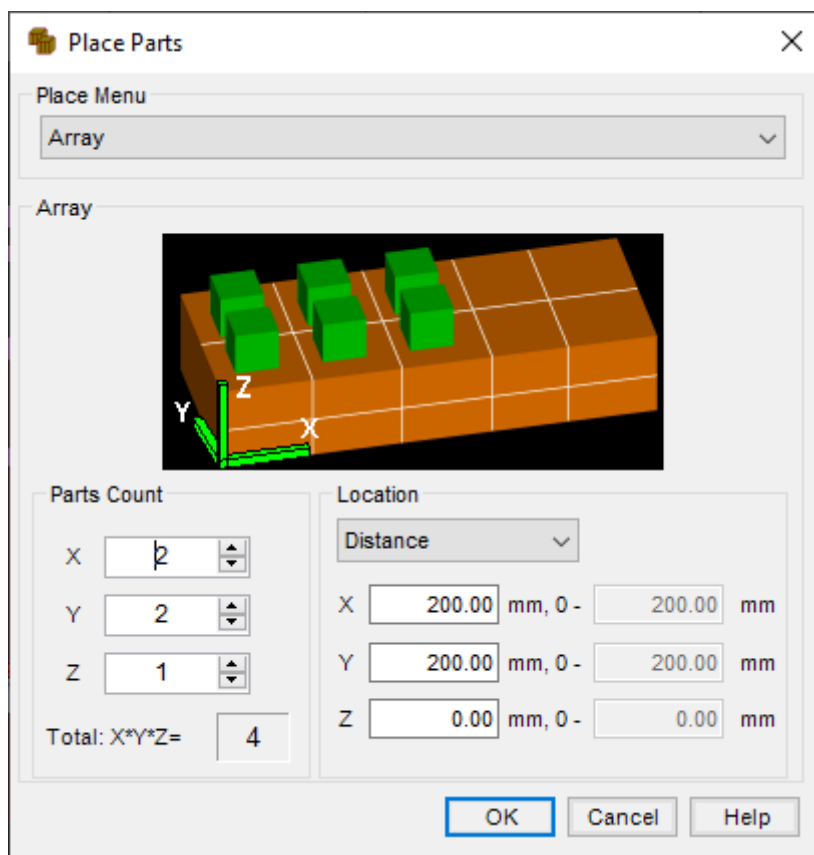 Place Parts
Place Menu
Array
Array
Z
Y
X
Parts Count
X 2
Y 2
Z 1
Total: X*Y*Z= 4
Location
Distance
X 200.00 mm, 0 - 200.00 mm
Y 200.00 mm, 0 - 200.00 mm
Z 0.00 mm, 0 - 0.00 mm
OK Cancel Help